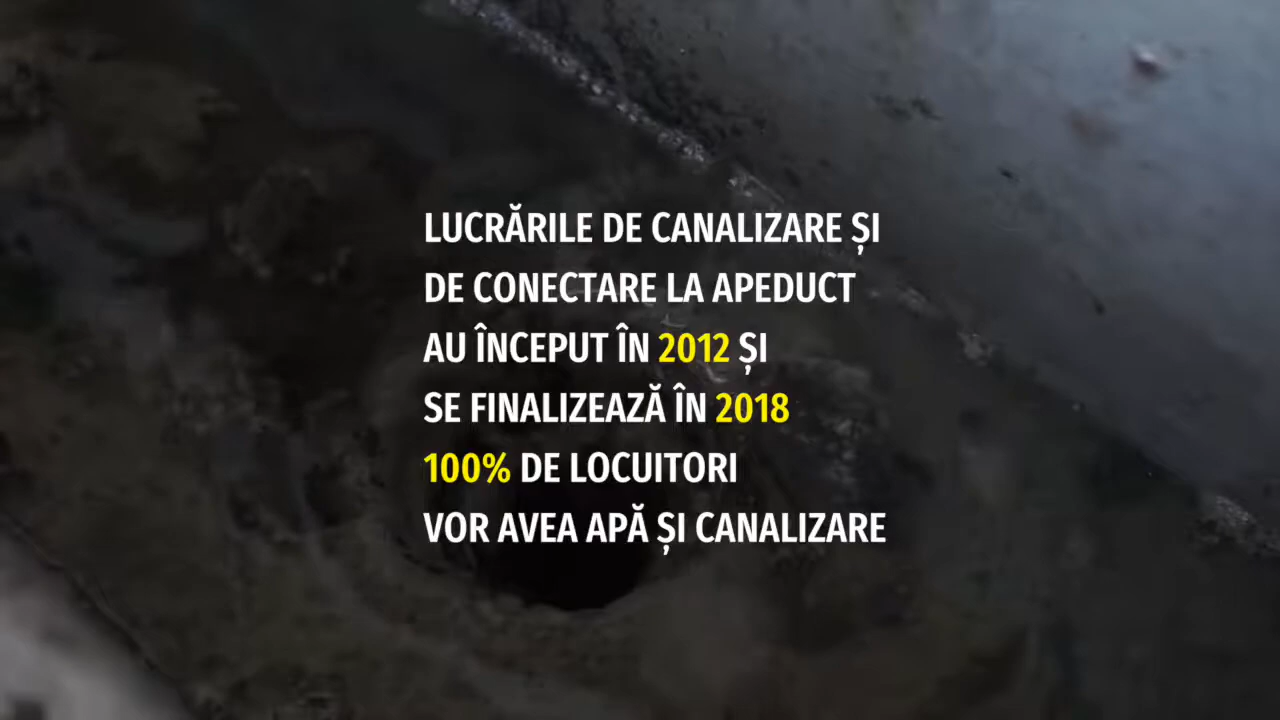 LUCRĂRILE DE CANALIZARE ȘI
DE CONECTARE LA APEDUCT
AU ÎNCEPUT ÎN 2012 ȘI
SE FINALIZEAZĂ ÎN 2018
100% DE LOCUITORI
VOR AVEA APĂ ȘI CANALIZARE